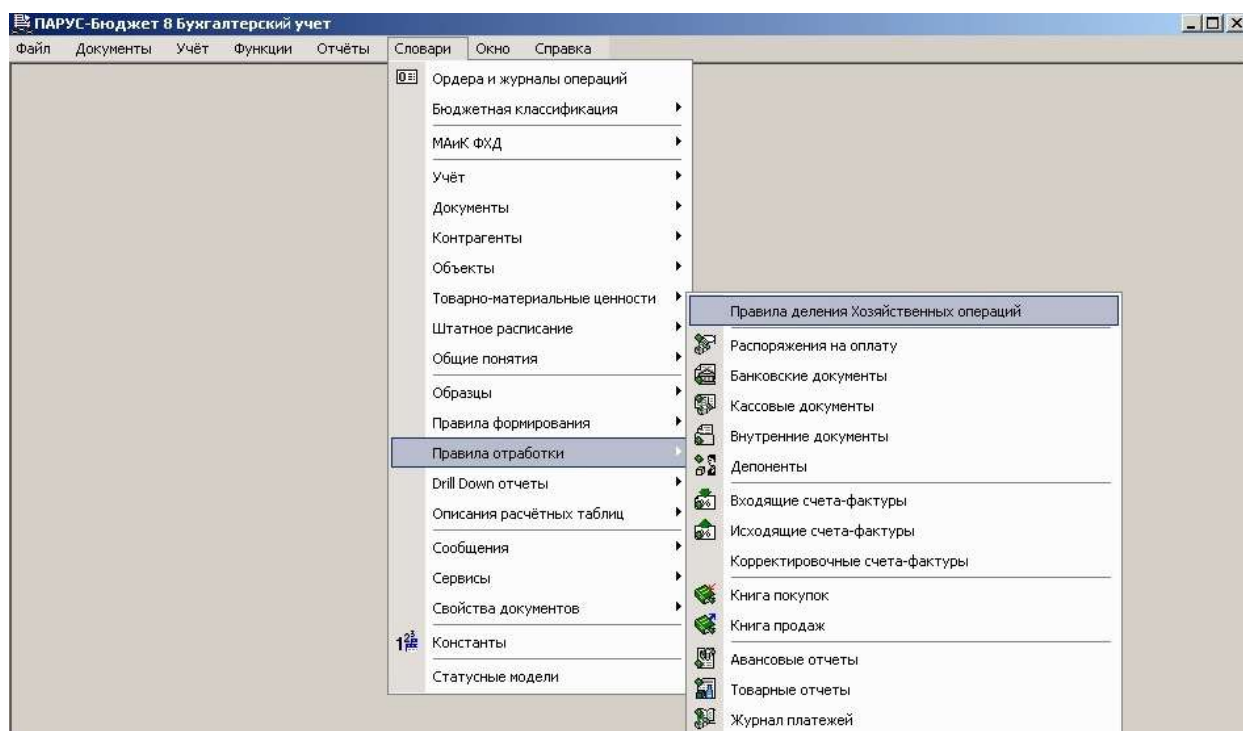 ПАРУС-Бюджет 8 Бухгалтерский учет
Файл Документы Учёт Функции Отчёты Словари Окно Справка
Ордера и журналы операций
Бюджетная классификация
МАиК ФХД
Учёт
Документы
Контрагенты
Объекты
Товарно-материальные ценности
Штатное расписание
Общие понятия
Образцы
Правила формирования
Правила отработки
Drill Down отчеты
Описания расчётных таблиц
Сообщения
Сервисы
Свойства документов
Константы
Статусные модели
Правила деления Хозяйственных операций
Распоряжения на оплату
Банковские документы
Кассовые документы
Внутренние документы
Депоненты
Входящие счета-фактуры
Исходящие счета-фактуры
Корректировочные счета-фактуры
Книга покупок
Книга продаж
Авансовые отчеты
Товарные отчеты
Журнал платежей